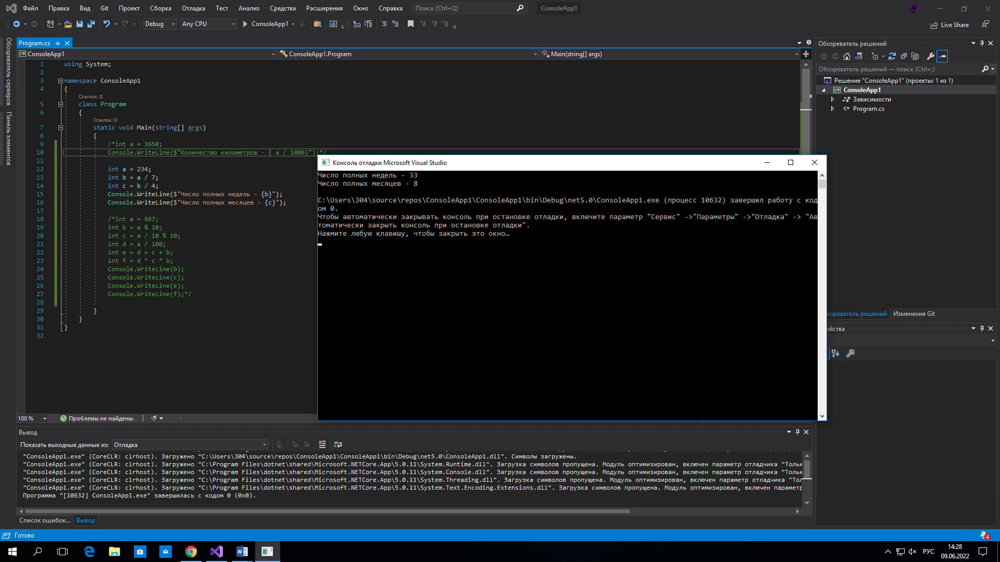 Файл Правка Вид Git Проект Сборка Отладка Тест Анализ Средства Расширения Окно Справка Поиск (Ctrl+Q) ConsoleApp1
Debug Any CPU ConsoleApp1 Live Share
Обозреватель серверов
Панель элементов
Program.cs
ConsoleApp1 ConsoleApp1.Program Main(string[] args)
1 using System;
2
3 namespace ConsoleApp1
4 {
Ссылок: 0
5 class Program
6 {
Ссылок: 0
7 static void Main(string[] args)
8 {
9 /*int a = 3650;
10 Console.WriteLine($"Количество километров - { a / 1000}");*/
11
12 int a = 234;
13 int b = a / 7;
14 int c = b / 4;
15 Console.WriteLine($"Число полных недель - {b}");
16 Console.WriteLine($"Число полных месяцев - {c}");
17
18 /*int a = 987;
19 int b = a % 10;
20 int c = a / 10 % 10;
21 int d = a / 100;
22 int e = d + c + b;
23 int f = d * c * b;
24 Console.WriteLine(b);
25 Console.WriteLine(c);
26 Console.WriteLine(e);
27 Console.WriteLine(f);*/
28
29 }
30 }
31 }
32
Консоль отладки Microsoft Visual Studio
Число полных недель - 33
Число полных месяцев - 8
C:\Users\304\source\repos\ConsoleApp1\ConsoleApp1\bin\Debug\net5.0\ConsoleApp1.exe (процесс 10632) завершил работу с код
ом 0.
Чтобы автоматически закрывать консоль при остановке отладки, включите параметр "Сервис" ->"Параметры" ->"Отладка" -> "Ав
томатически закрыть консоль при остановке отладки".
Нажмите любую клавишу, чтобы закрыть это окно…
Обозреватель решений
Обозреватель решений — поиск (Ctrl+;)
Решение "ConsoleApp1" (проекты: 1 из 1)
ConsoleApp1
Зависимости
C# Program.cs
озреватель решений Изменения Git
ойства
100 % Проблемы не найдены.
Вывод
Показать выходные данные из: Отладка
"ConsoleApp1.exe" (CoreCLR: clrhost). Загружено "C:\Users\304\source\repos\ConsoleApp1\ConsoleApp1\bin\Debug\net5.0\ConsoleApp1.dll". Символы загружены.
"ConsoleApp1.exe" (CoreCLR: clrhost). Загружено "C:\Program Files\dotnet\shared\Microsoft.NETCore.App\5.0.11\System.Runtime.dll". Загрузка символов пропущена. Модуль оптимизирован, включен параметр отладчика "Тольк
"ConsoleApp1.exe" (CoreCLR: clrhost). Загружено "C:\Program Files\dotnet\shared\Microsoft.NETCore.App\5.0.11\System.Console.dll". Загрузка символов пропущена. Модуль оптимизирован, включен параметр отладчика "Тольк
"ConsoleApp1.exe" (CoreCLR: clrhost). Загружено "C:\Program Files\dotnet\shared\Microsoft.NETCore.App\5.0.11\System.Threading.dll". Загрузка символов пропущена. Модуль оптимизирован, включен параметр отладчика "Тол
"ConsoleApp1.exe" (CoreCLR: clrhost). Загружено "C:\Program Files\dotnet\shared\Microsoft.NETCore.App\5.0.11\System.Text.Encoding.Extensions.dll". Загрузка символов пропущена. Модуль оптимизирован, включен параметр
Программа "[10632] ConsoleApp1.exe" завершилась с кодом 0 (0x0).
Список ошибок... Вывод
Готово 4
РУС 14:28
09.06.2022